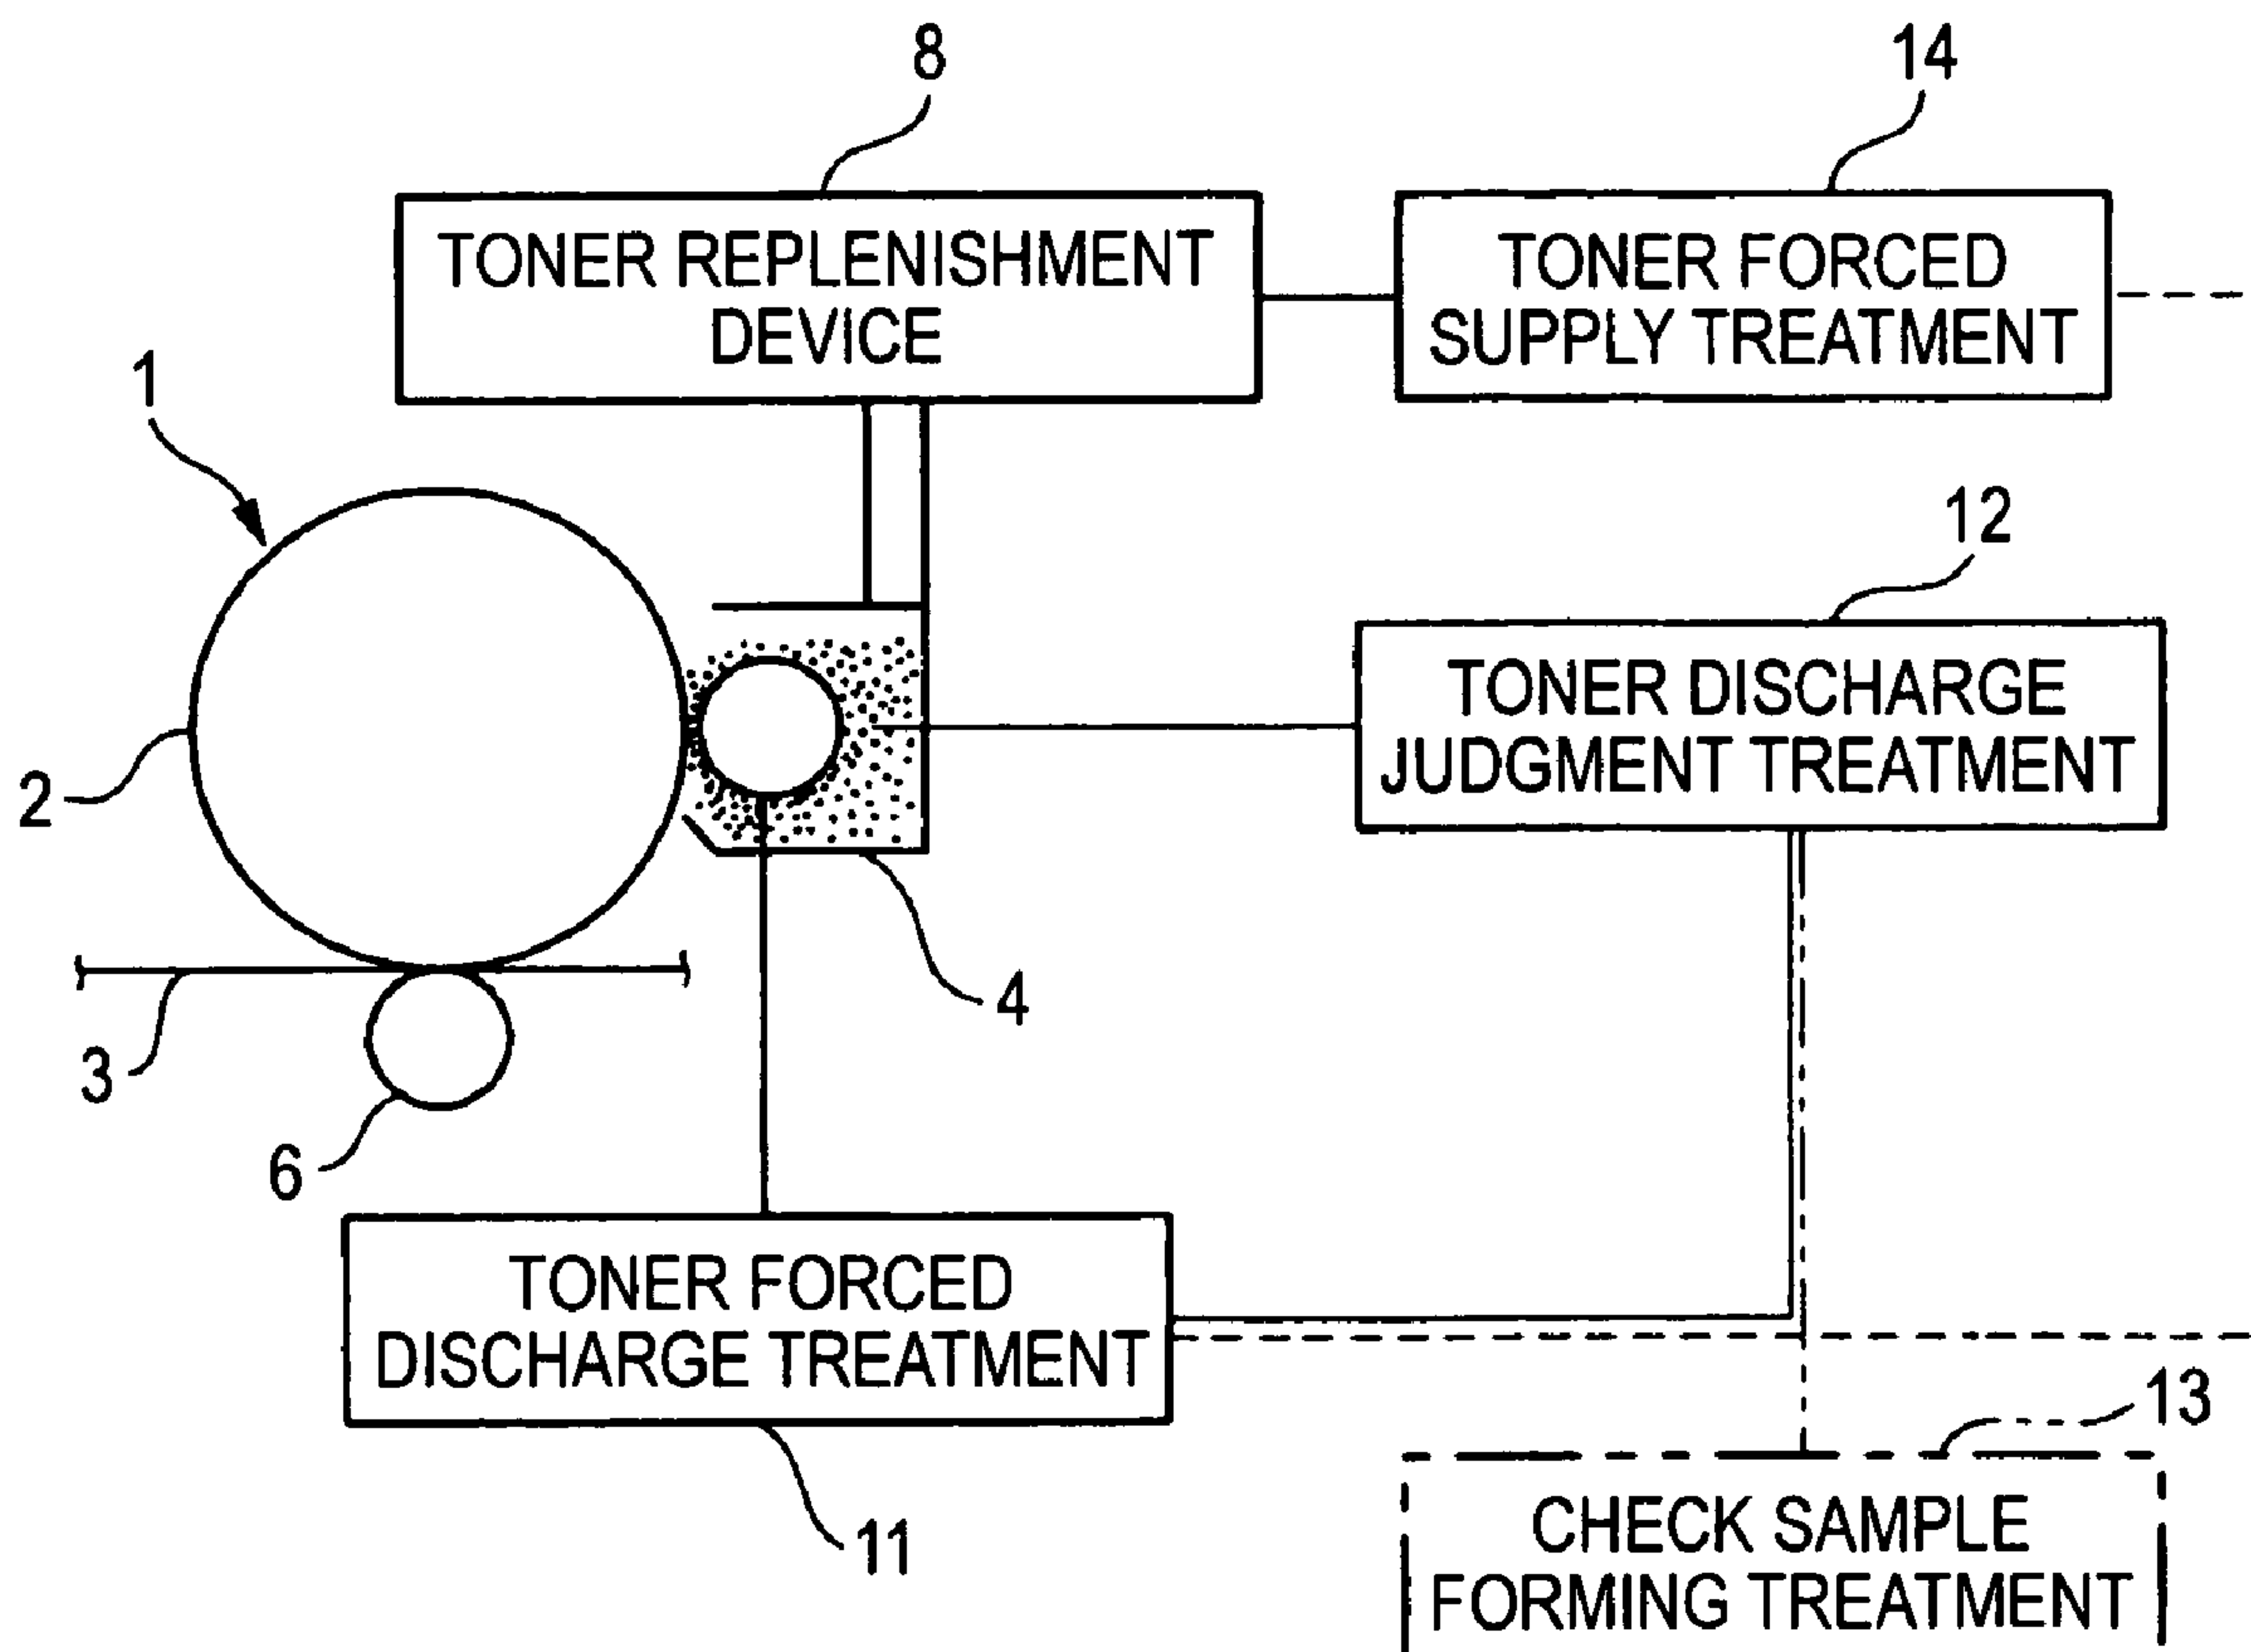 8
14
TONER REPLENISHMENT
DEVICE
TONER FORCED
SUPPLY TREATMENT
1
12
TONER DISCHARGE
JUDGMENT TREATMENT
2
4
3
6
TONER FORCED
DISCHARGE TREATMENT
13
11
CHECK SAMPLE
FORMING TREATMENT